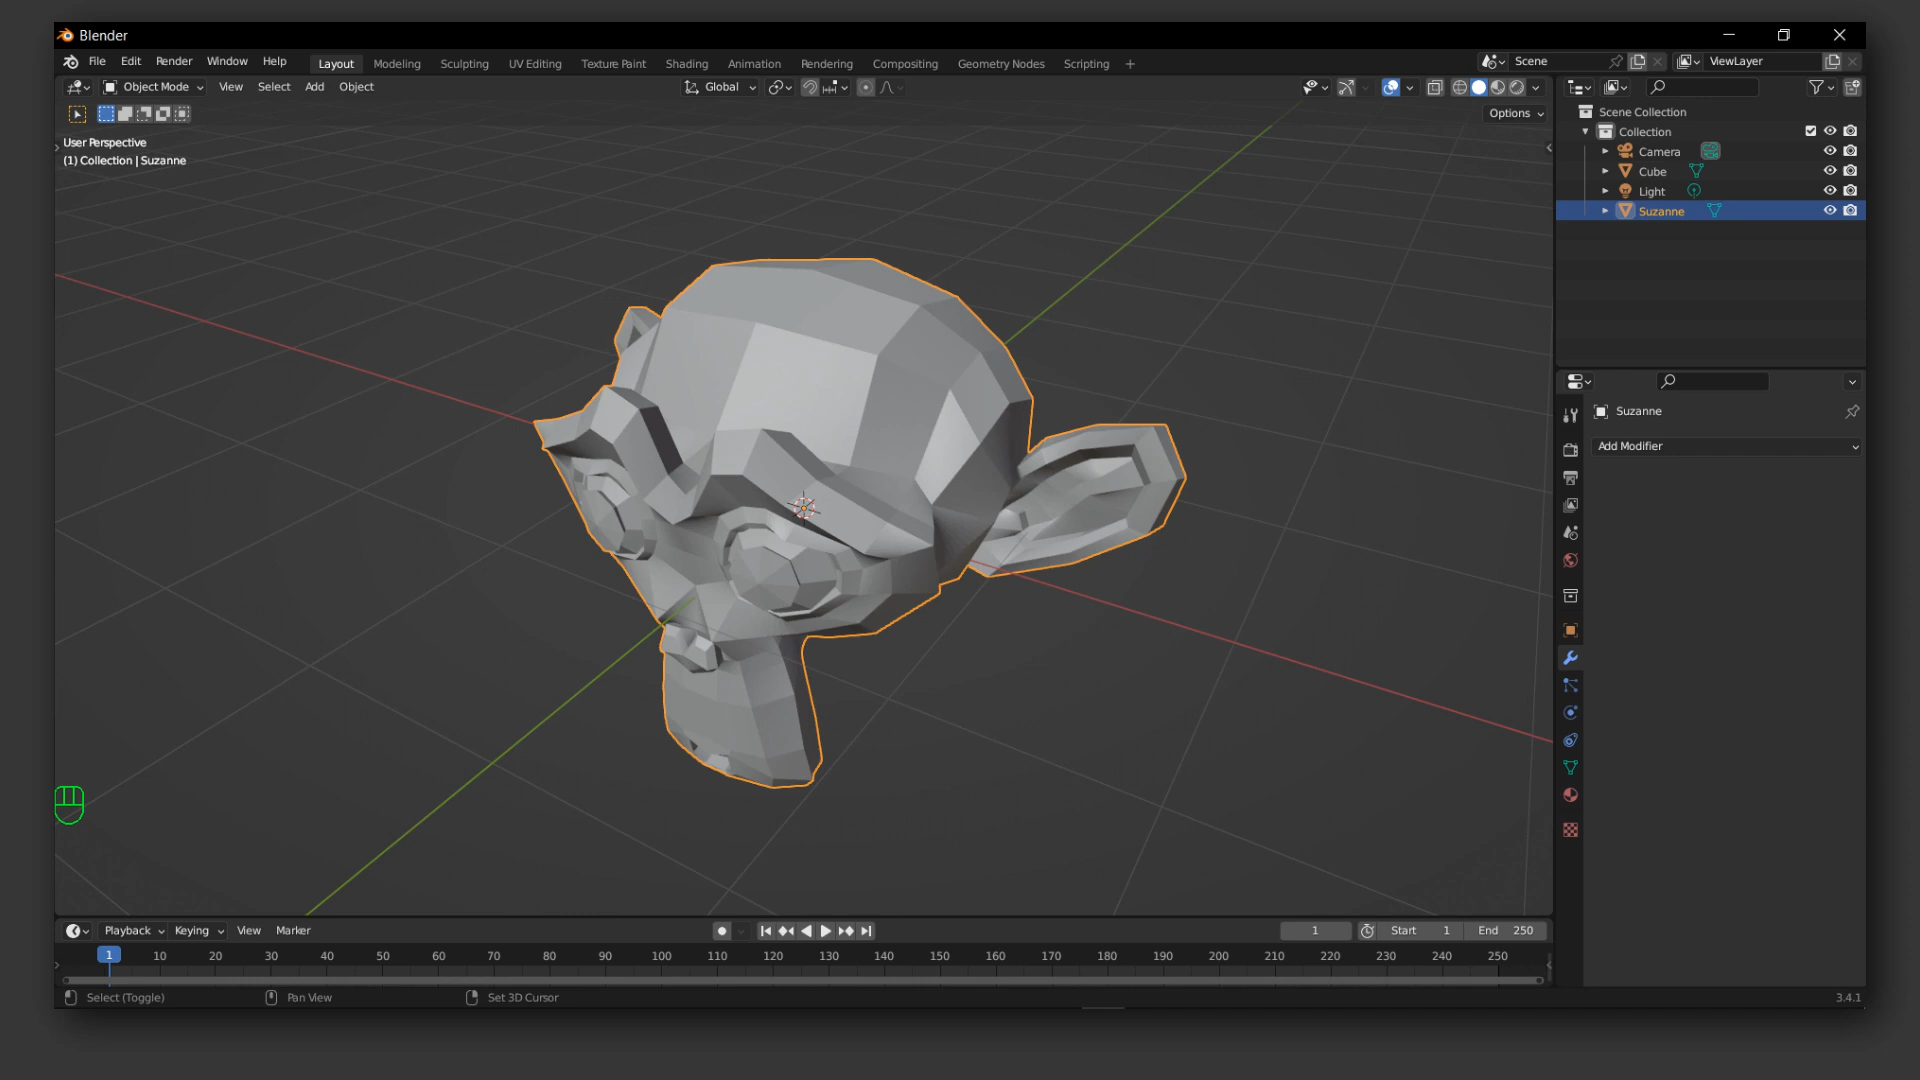 Blender
File Edit Render Window Help Layout Modeling Sculpting UV Editing Texture Paint Shading Animation Rendering Compositing Geometry Nodes Scripting + Scene ViewLayer
Object Mode View Select Add Object Global
Options
User Perspective
(1) Collection | Suzanne
Scene Collection
Collection
Camera
Cube
Light
Suzanne
Suzanne
Add Modifier
Playback Keying View Marker 1 Start 1 End 250
1 10 20 30 40 50 60 70 80 90 100 110 120 130 140 150 160 170 180 190 200 210 220 230 240 250
Select (Toggle) Pan View Set 3D Cursor 3.4.1